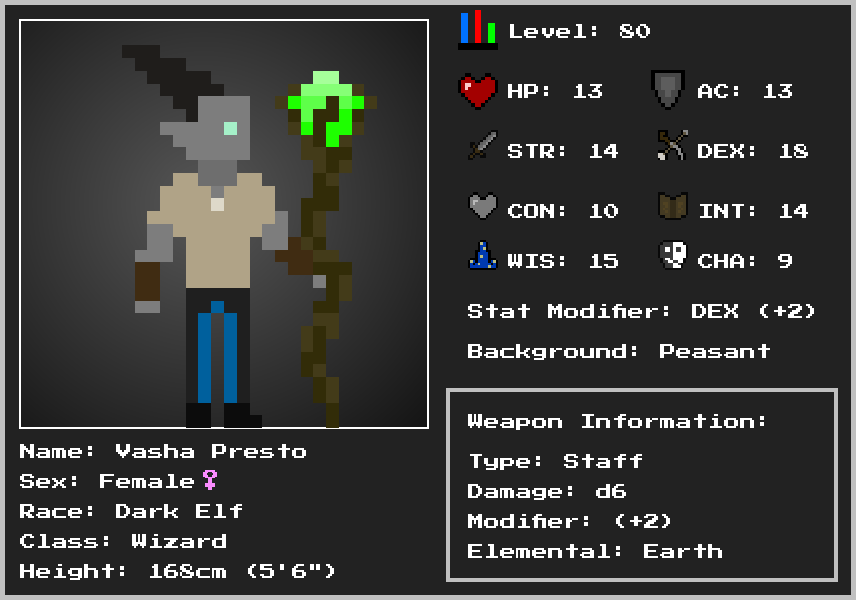 Level: 80
HP: 13
AC: 13
STR: 14
DEX: 18
CON: 10
INT: 14
WIS: 15
CHA: 9
Stat Modifier: DEX (+2)
Background: Peasant
Weapon Information:
Type: Staff
Damage: d6
Modifier: (+2)
Elemental: Earth
Name: Vasha Presto
Sex: Female♀
Race: Dark Elf
Class: Wizard
Height: 168cm (5'6")